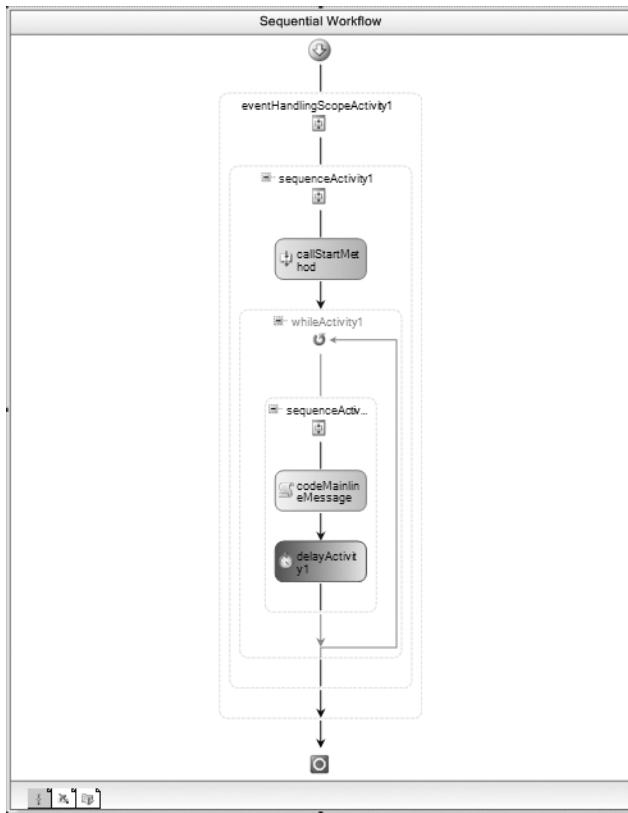 Sequential Workflow
eventHandlingScopeActivity1
sequenceActivity1
callStartMet
hod
whileActivity1
sequenceActiv...
codeMainlin
eMessage
delayActivit
y1